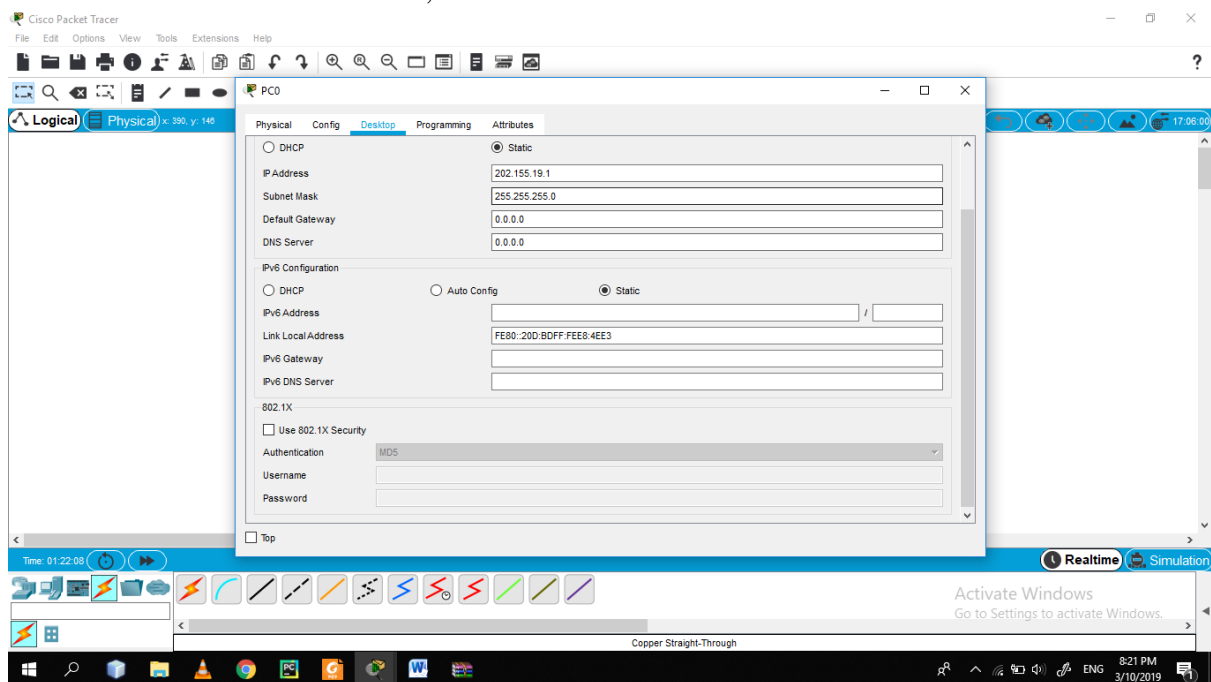 Cisco Packet Tracer
File Edit Options View Tools Extensions Help
?
PC0
Logical Physical x: 390, y: 146 17:06:00
Physical Config Desktop Programming Attributes
DHCP Static
IP Address 202.155.19.1
Subnet Mask 255.255.255.0
Default Gateway 0.0.0.0
DNS Server 0.0.0.0
IPv6 Configuration
DHCP Auto Config Static
IPv6 Address /
Link Local Address FE80::20D:BDFF:FEE8:4EE3
IPv6 Gateway
IPv6 DNS Server
802.1X
Use 802.1X Security
Authentication MD5
Username
Password
Top
Time: 01:22:08 Realtime Simulation
Activate Windows
Go to Settings to activate Windows.
Copper Straight-Through
ENG 8:21 PM
3/10/2019